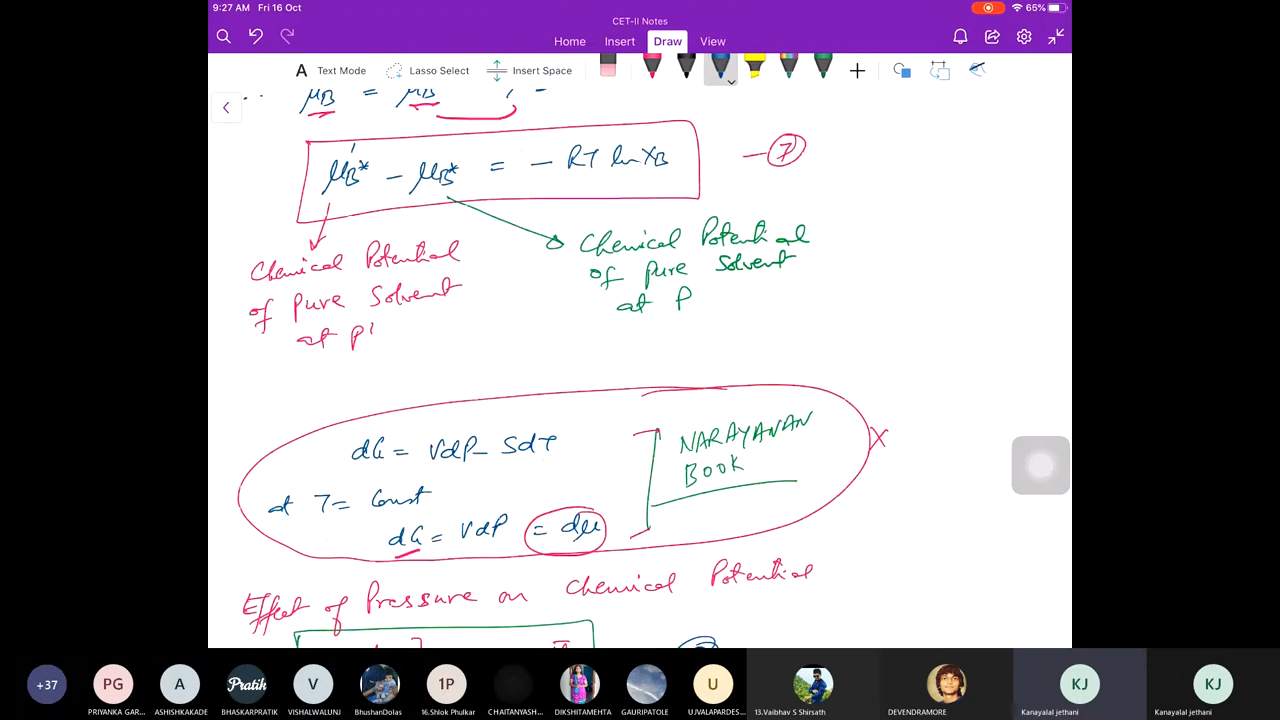 9:27 AM Fri 16 Oct
65%
CET-II Notes
Home Insert Draw View
Text Mode Lasso Select Insert Space
μB = μB
μ'B* - μB* = - RT ln XB - 7
Chemical Potential of pure Solvent at P'
Chemical Potential of pure Solvent at P
dG = VdP - SdT
at T = Const
dG = VdP = dμ
NARAYANAN
BOOK
X
Effect of Pressure on Chemical Potential
+37 PG A Pratik V 1P U KJ KJ
PRIYANKA GAR... ASHISHKAKADE BHASKARPRATIK VISHALWALUNJ BhushanDolas 16.Shlok Phulkar CHAITANYASH... DIKSHITAMEHTA GAURIPATOLE UJVALAPARDES... 13.Vaibhav S Shirsath DEVENDRAMORE Kanayalal jethani Kanayalal jethani